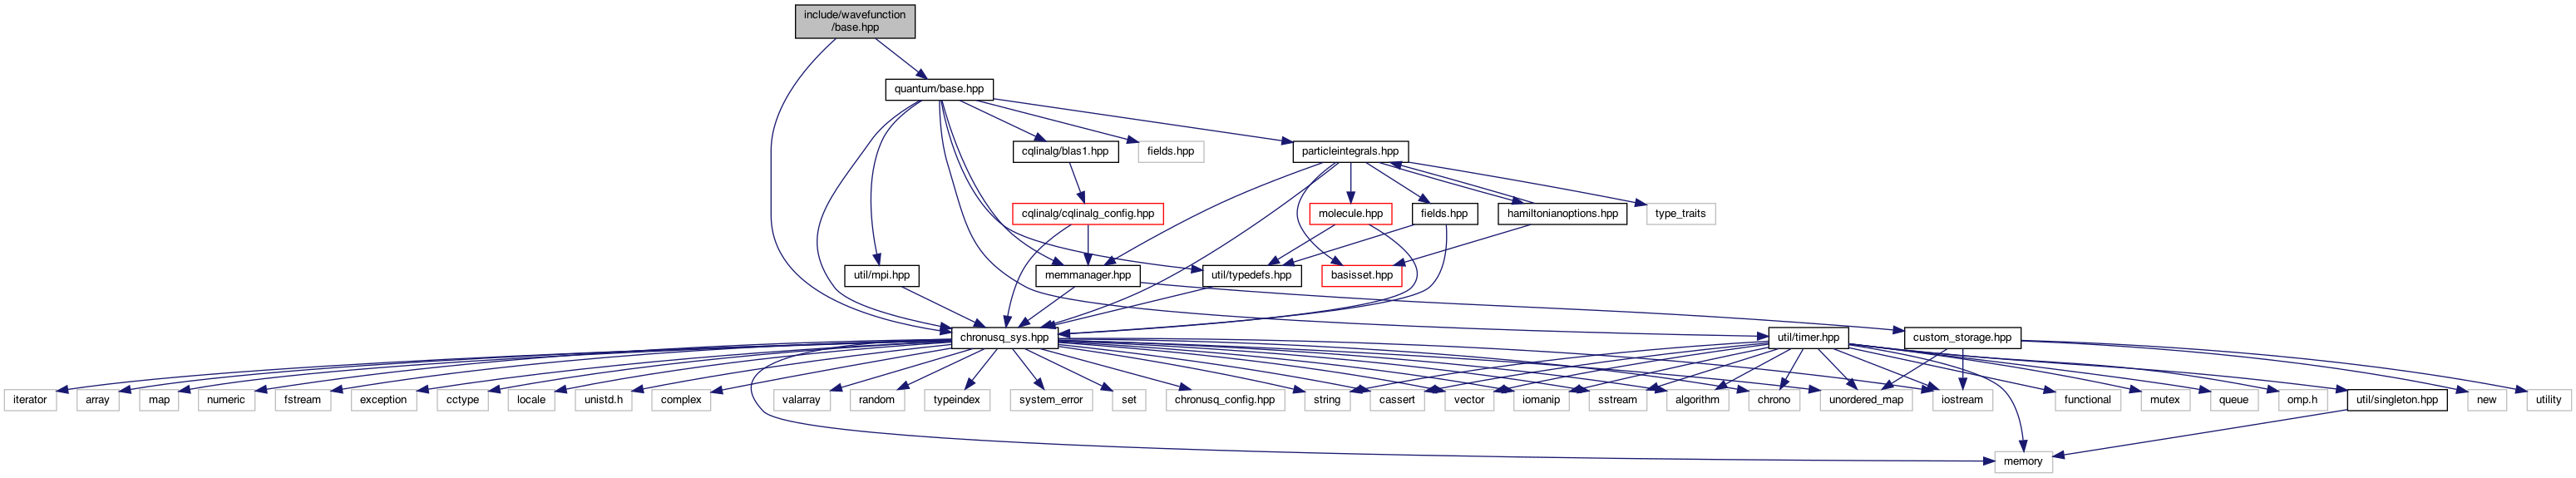 include/wavefunction
/base.hpp
quantum/base.hpp
cqlinalg/blas1.hpp
fields.hpp
particleintegrals.hpp
cqlinalg/cqlinalg_config.hpp
molecule.hpp
fields.hpp
hamiltonianoptions.hpp
type_traits
util/mpi.hpp
memmanager.hpp
util/typedefs.hpp
basisset.hpp
chronusq_sys.hpp
util/timer.hpp
custom_storage.hpp
iterator
array
map
numeric
fstream
exception
cctype
locale
unistd.h
complex
valarray
random
typeindex
system_error
set
chronusq_config.hpp
string
cassert
vector
iomanip
sstream
algorithm
chrono
unordered_map
iostream
functional
mutex
queue
omp.h
util/singleton.hpp
new
utility
memory